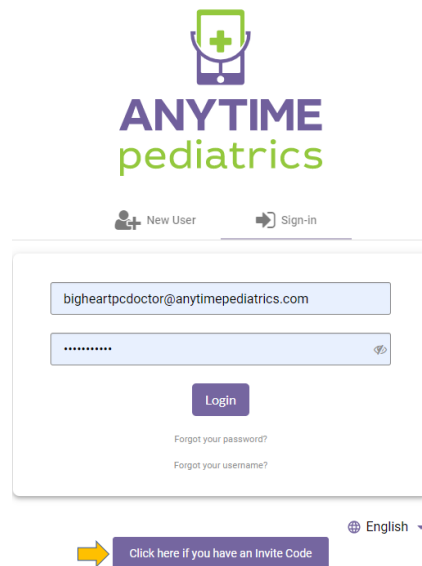 ANYTIME
pediatrics
New User Sign-in
bigheartpcdoctor@anytimepediatrics.com
•••••••••••
Login
Forgot your password?
Forgot your username?
English
Click here if you have an Invite Code